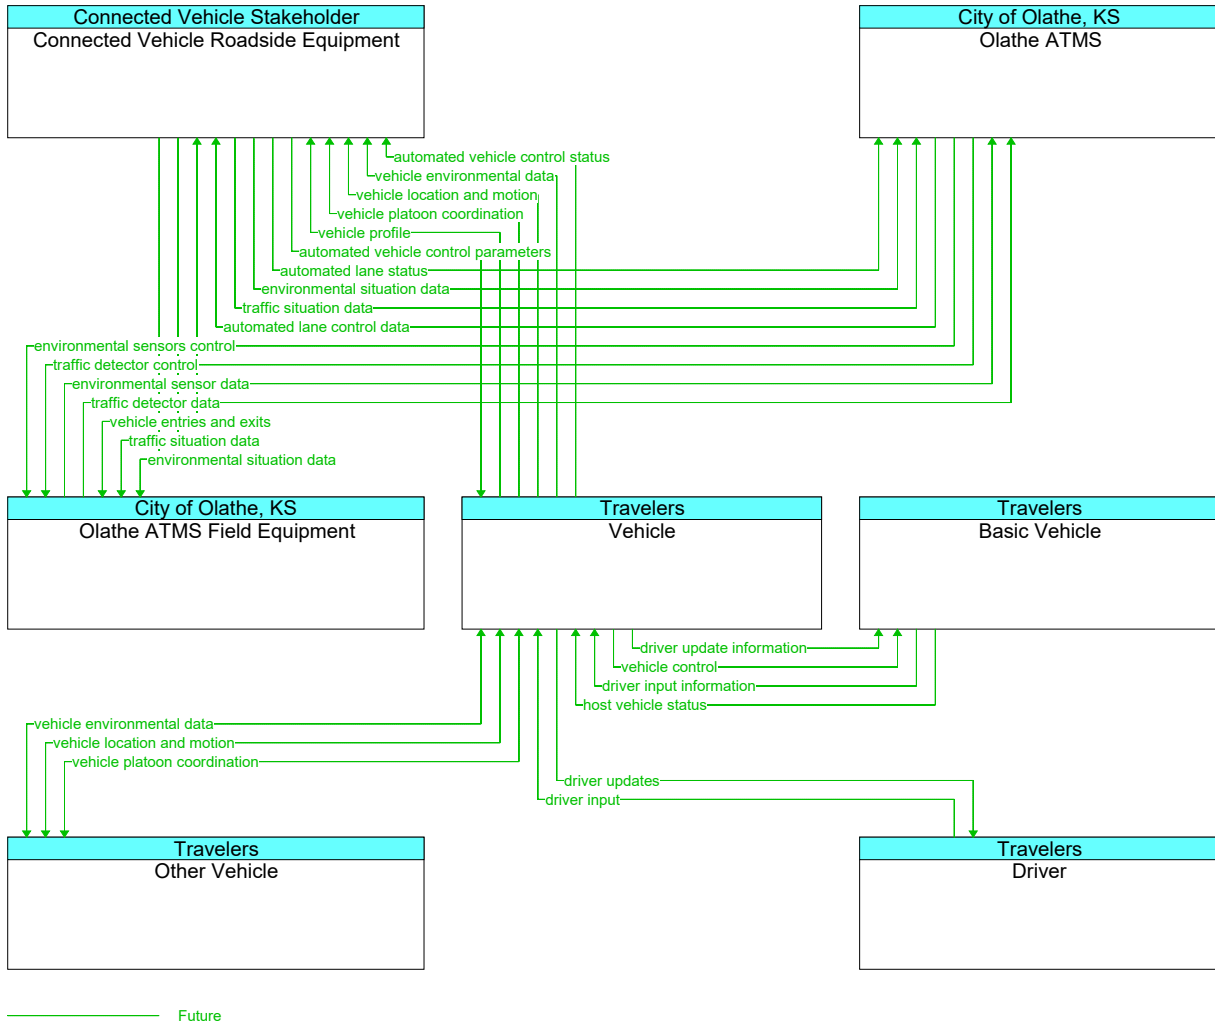 Connected Vehicle Stakeholder
Connected Vehicle Roadside Equipment
City of Olathe, KS
Olathe ATMS
automated vehicle control status
vehicle environmental data
vehicle location and motion
vehicle platoon coordination
vehicle profile
automated vehicle control parameters
automated lane status
environmental situation data
traffic situation data
automated lane control data
environmental sensors control
traffic detector control
environmental sensor data
traffic detector data
vehicle entries and exits
traffic situation data
environmental situation data
City of Olathe, KS
Olathe ATMS Field Equipment
Travelers
Vehicle
Travelers
Basic Vehicle
driver update information
vehicle control
driver input information
host vehicle status
vehicle environmental data
vehicle location and motion
vehicle platoon coordination
driver updates
driver input
Travelers
Other Vehicle
Travelers
Driver
Future